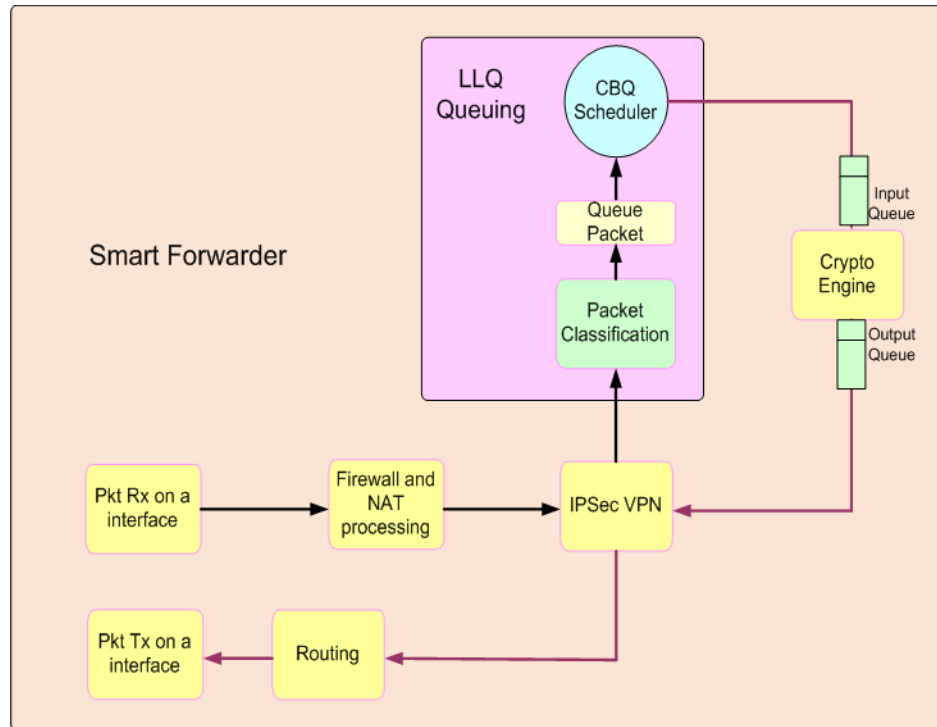 LLQ
Queuing
CBQ
Scheduler
Queue
Packet
Packet
Classification
Input
Queue
Crypto
Engine
Output
Queue
Smart Forwarder
Pkt Rx on a
interface
Firewall and
NAT
processing
IPSec VPN
Pkt Tx on a
interface
Routing